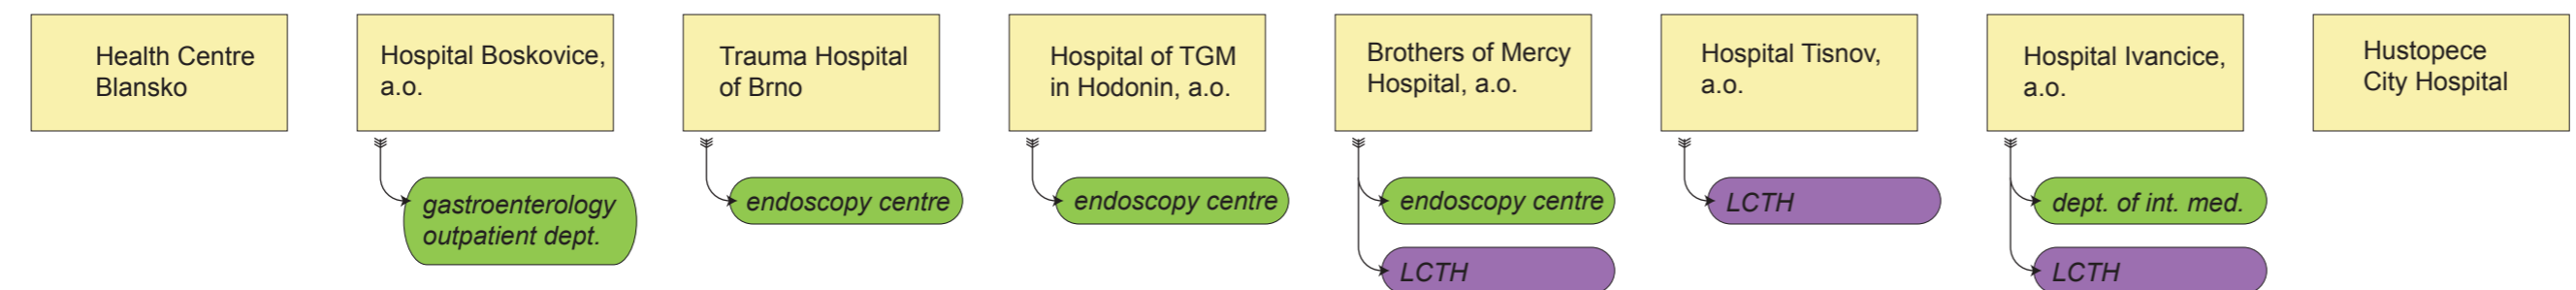 Health Centre
Blansko
Hospital Boskovice,
a.o.
Trauma Hospital
of Brno
Hospital of TGM
in Hodonin, a.o.
Brothers of Mercy
Hospital, a.o.
Hospital Tisnov,
a.o.
Hospital Ivancice,
a.o.
Hustopece
City Hospital
gastroenterology
outpatient dept.
endoscopy centre
endoscopy centre
endoscopy centre
LCTH
LCTH
dept. of int. med.
LCTH